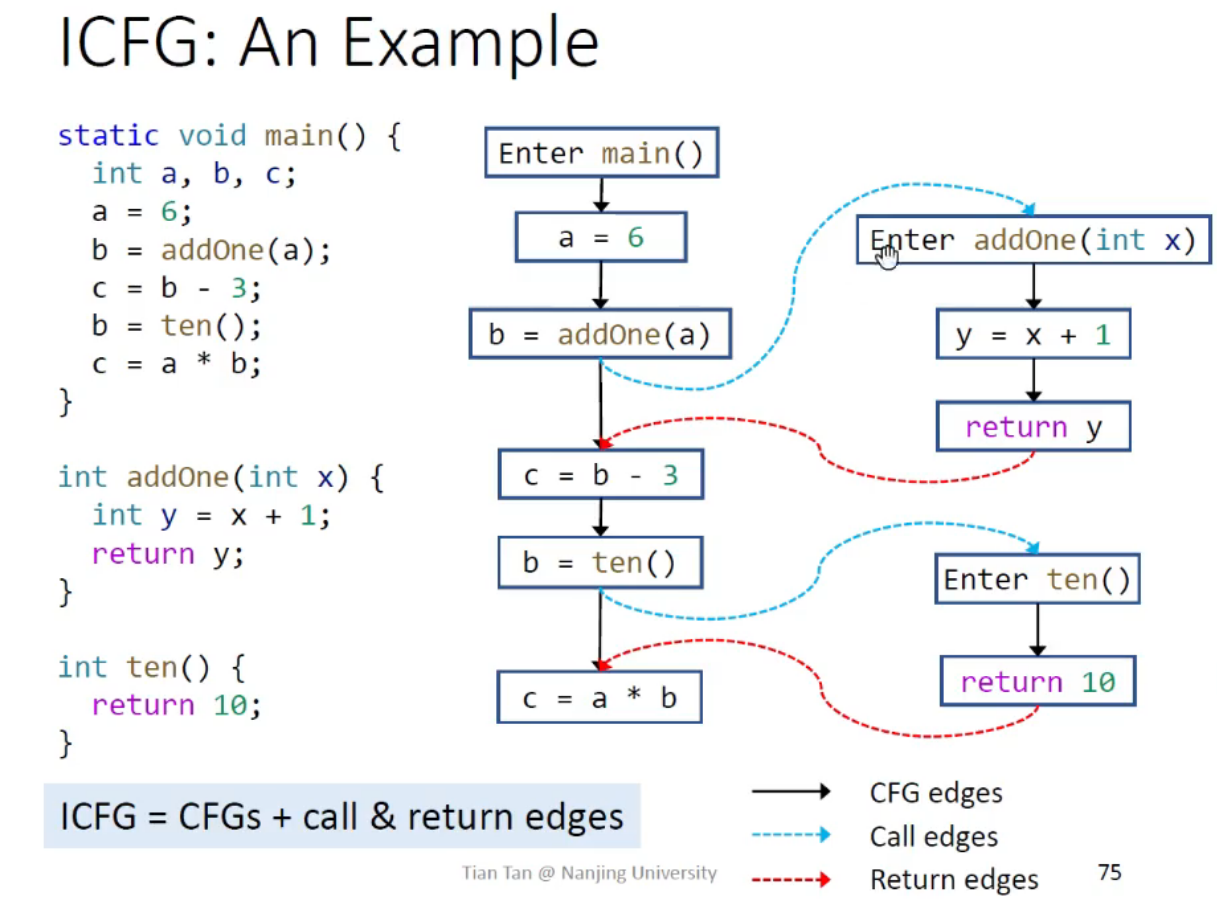 ICFG: An Example
static void main() {
int a, b, c;
a = 6;
b = addOne(a);
c = b - 3;
b = ten();
c = a * b;
}
int addOne(int x) {
int y = x + 1;
return y;
}
int ten() {
return 10;
}
ICFG = CFGs + call & return edges
Enter main()
a = 6
b = addOne(a)
c = b - 3
b = ten()
c = a * b
Enter addOne(int x)
y = x + 1
return y
Enter ten()
return 10
CFG edges
Call edges
Return edges
Tian Tan @ Nanjing University
75